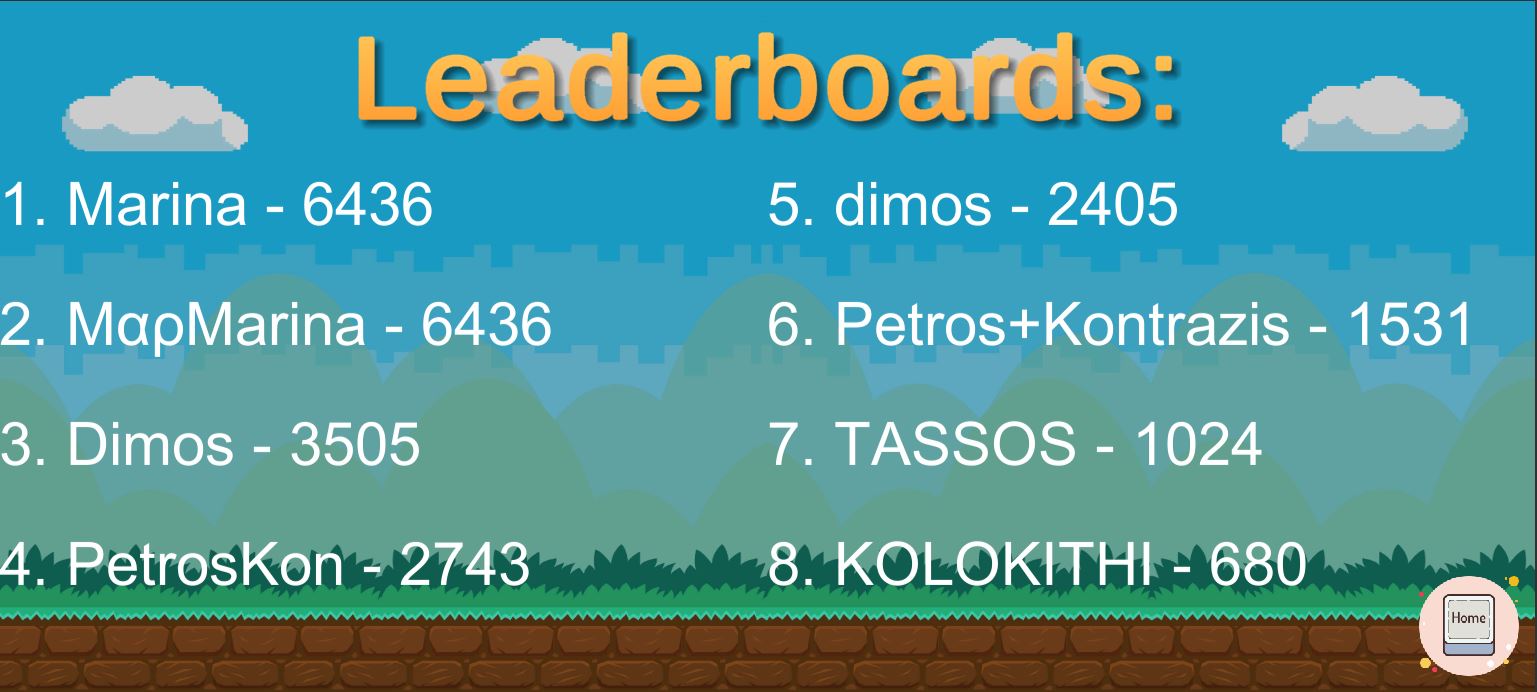 Leaderboards:
1. Marina - 6436
2. МαρMarina - 6436
3. Dimos - 3505
4. PetrosKon - 2743
5. dimos - 2405
6. Petros+Kontrazis - 1531
7. TASSOS - 1024
8. KOLOKITHI - 680
Home